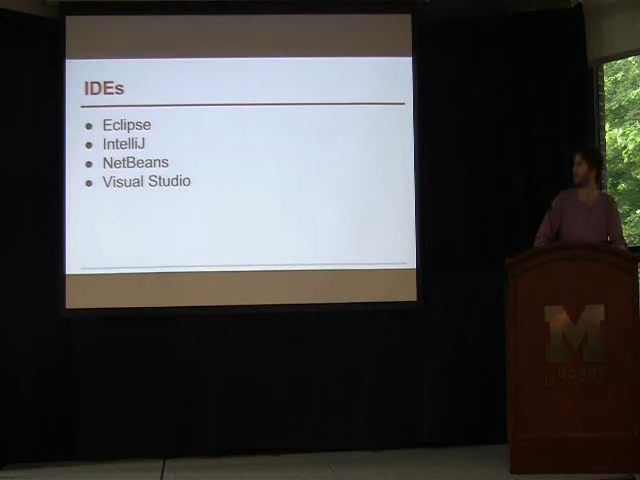 IDEs
● Eclipse
● IntelliJ
● NetBeans
● Visual Studio
M
LIBRARY